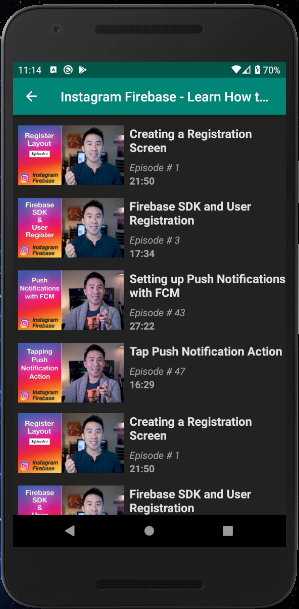 11:14
70%
Instagram Firebase - Learn How t...
Register
Layout
Episode 1
Instagram
Firebase
Creating a Registration
Screen
Episode # 1
21:50
Firebase
SDK
&
User
Register
Instagram
Firebase
Firebase SDK and User
Registration
Episode # 3
17:34
Push
Notifications
with FCM
Instagram
Firebase
Setting up Push Notifications
with FCM
Episode # 43
27:22
Tapping
Push
Notification
Action
Instagram
Firebase
Tap Push Notification Action
Episode # 47
16:29
Register
Layout
Episode 1
Instagram
Firebase
Creating a Registration
Screen
Episode # 1
21:50
Firebase
SDK
&
User
Firebase SDK and User
Registration